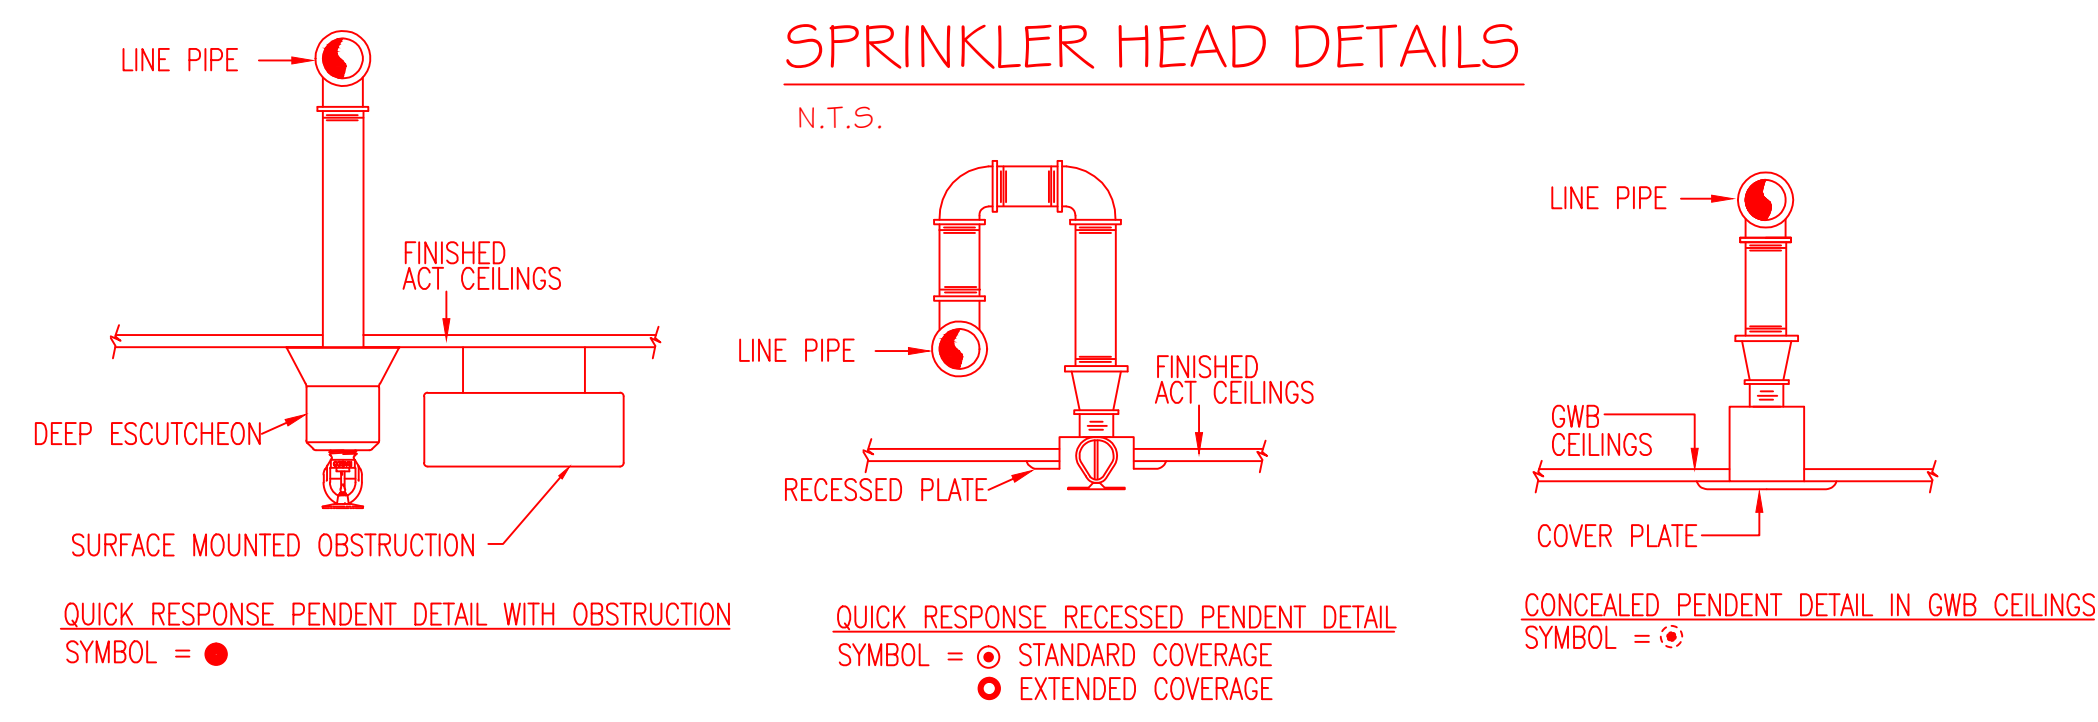 SPRINKLER HEAD DETAILS
N.T.S.
LINE PIPE
FINISHED
ACT CEILINGS
DEEP ESCUTCHEON
SURFACE MOUNTED OBSTRUCTION
QUICK RESPONSE PENDENT DETAIL WITH OBSTRUCTION
SYMBOL =
LINE PIPE
FINISHED
ACT CEILINGS
RECESSED PLATE
QUICK RESPONSE RECESSED PENDENT DETAIL
SYMBOL = STANDARD COVERAGE
EXTENDED COVERAGE
LINE PIPE
GWB
CEILINGS
COVER PLATE
CONCEALED PENDENT DETAIL IN GWB CEILINGS
SYMBOL =